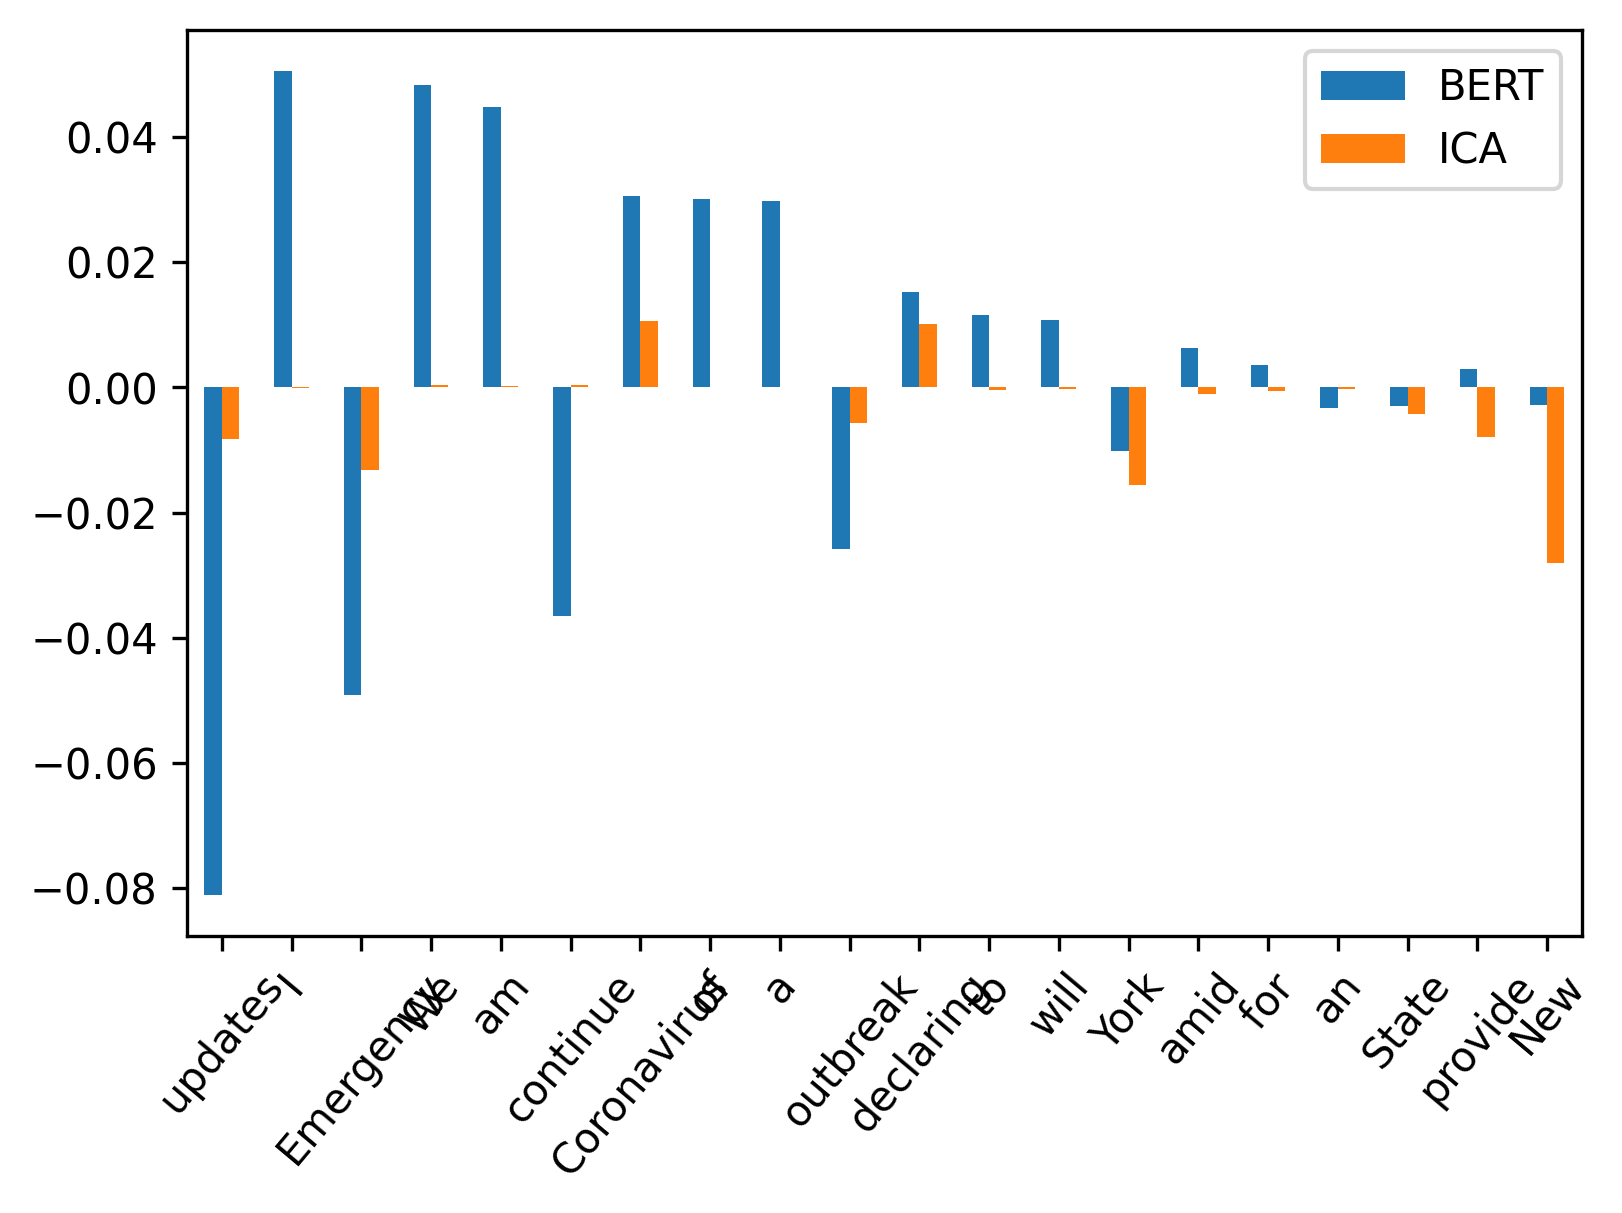 BERT
ICA
0.04
0.02
0.00
−0.02
−0.04
−0.06
−0.08
updates
I
Emergency
We
am
continue
Coronavirus
of
a
outbreak
declaring
to
will
York
amid
for
an
State
provide
New